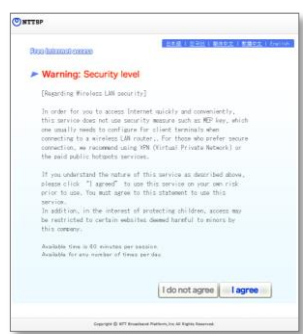 NTTBP
日本語 | 한국어 | 简体中文 | 繁體中文 | English
Free internet access
Warning: Security level
[Regarding Wireless LAN security]
In order for you to access Internet quickly and conveniently,
this service does not use security measure such as WEP key, which
one usually needs to configure for client terminals when
connecting to a wireless LAN router,. For those who prefer secure
connection, we recommend using VPN (Virtual Private Network) or
the paid public hotspots services.
If you understand the nature of this service as described above,
please click "I agreed" to use this service on your own risk
prior to use. You must agree to this statement to use this
service.
In addition, in the interest of protecting children, access may
be restricted to certain websites deemed harmful to minors by
this company.
Available time is 60 minutes per session.
Available for any number of times per day.
I do not agree
I agree
Copyright © NTT Broadband Platform, Inc All Rights Reserved.